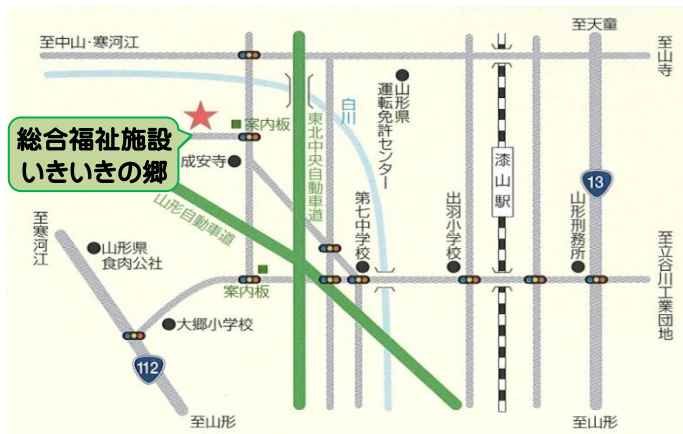 至中山・寒河江
至天童
至山寺
山形県
運転免許センター
白川
総合福祉施設
いきいきの郷
案内板
成安寺
東北中央自動車道
山形自動車道
漆山駅
13
第七中学校
出羽小学校
山形刑務所
至寒河江
山形県
食肉公社
案内板
至立谷川工業団地
大郷小学校
112
至山形
至山形